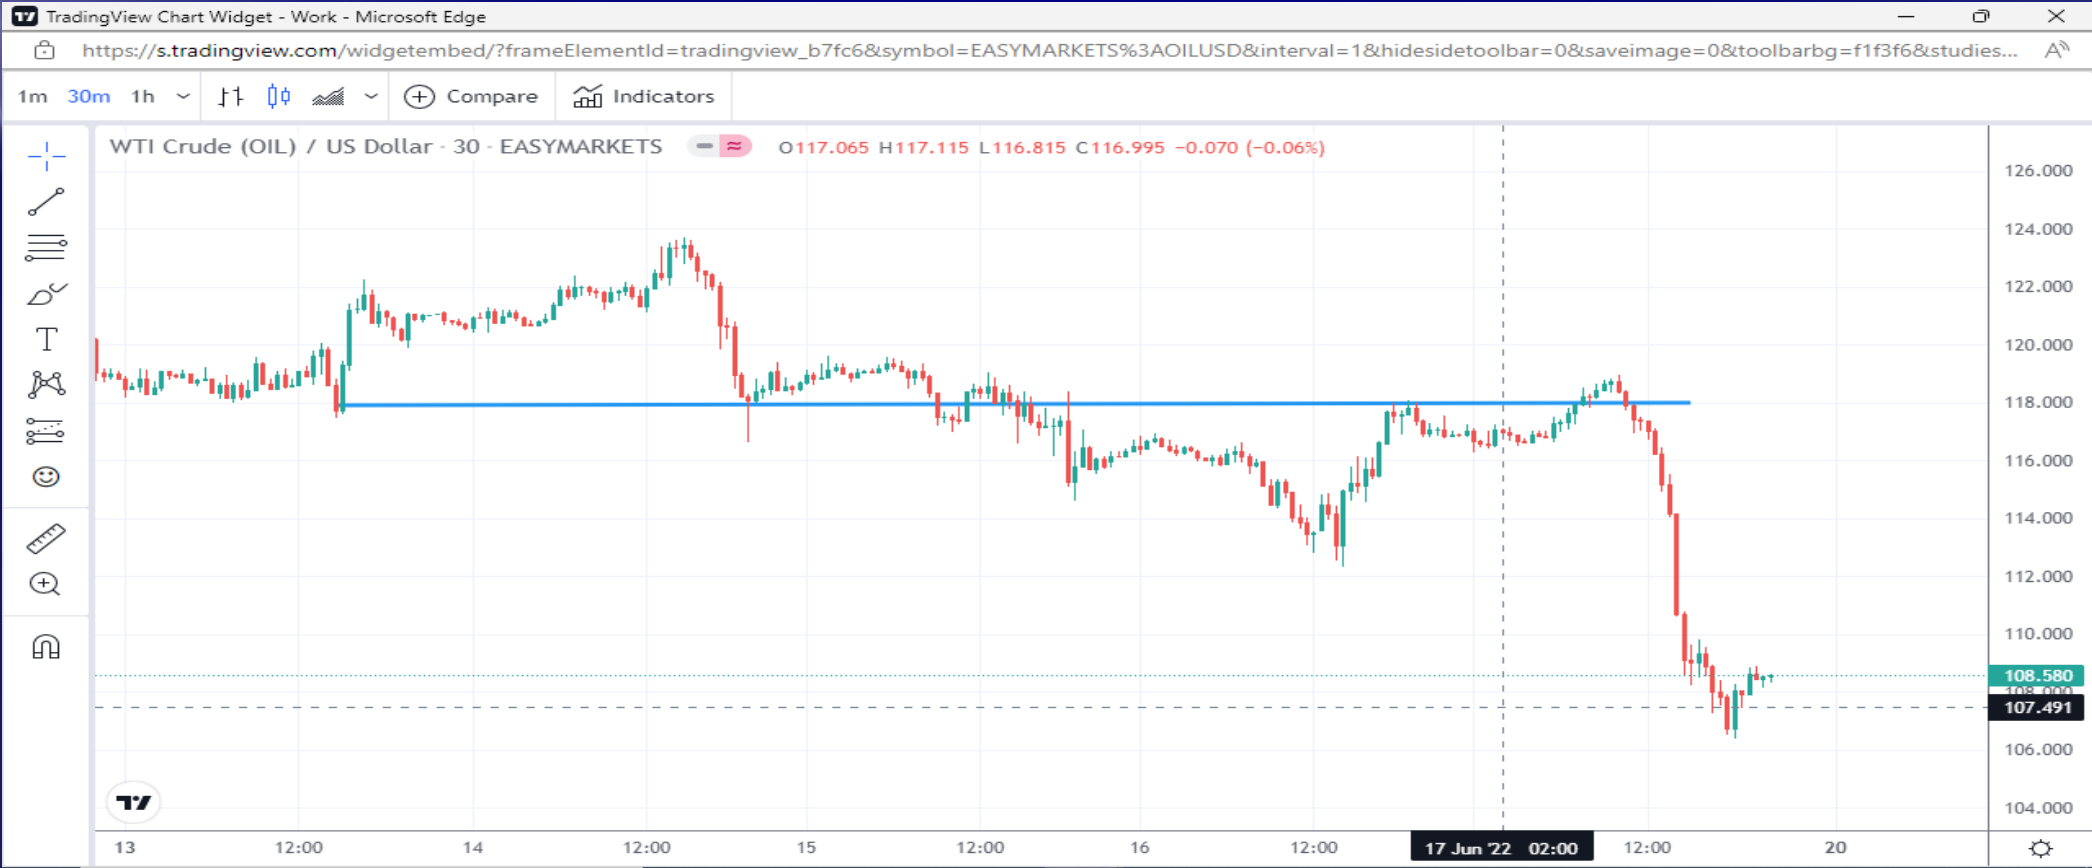 TradingView Chart Widget - Work - Microsoft Edge
https://s.tradingview.com/widgetembed/?frameElementId=tradingview_b7fc6&symbol=EASYMARKETS%3AOILUSD&interval=1&hidesidetoolbar=0&saveimage=0&toolbarbg=f1f3f6&studies...
1m 30m 1h Compare Indicators
WTI Crude (OIL) / US Dollar · 30 · EASYMARKETS O117.065 H117.115 L116.815 C116.995 −0.070 (−0.06%)
126.000
124.000
122.000
120.000
118.000
116.000
114.000
112.000
110.000
108.580
108.000
107.491
106.000
104.000
13 12:00 14 12:00 15 12:00 16 12:00 17 Jun '22 02:00 12:00 20